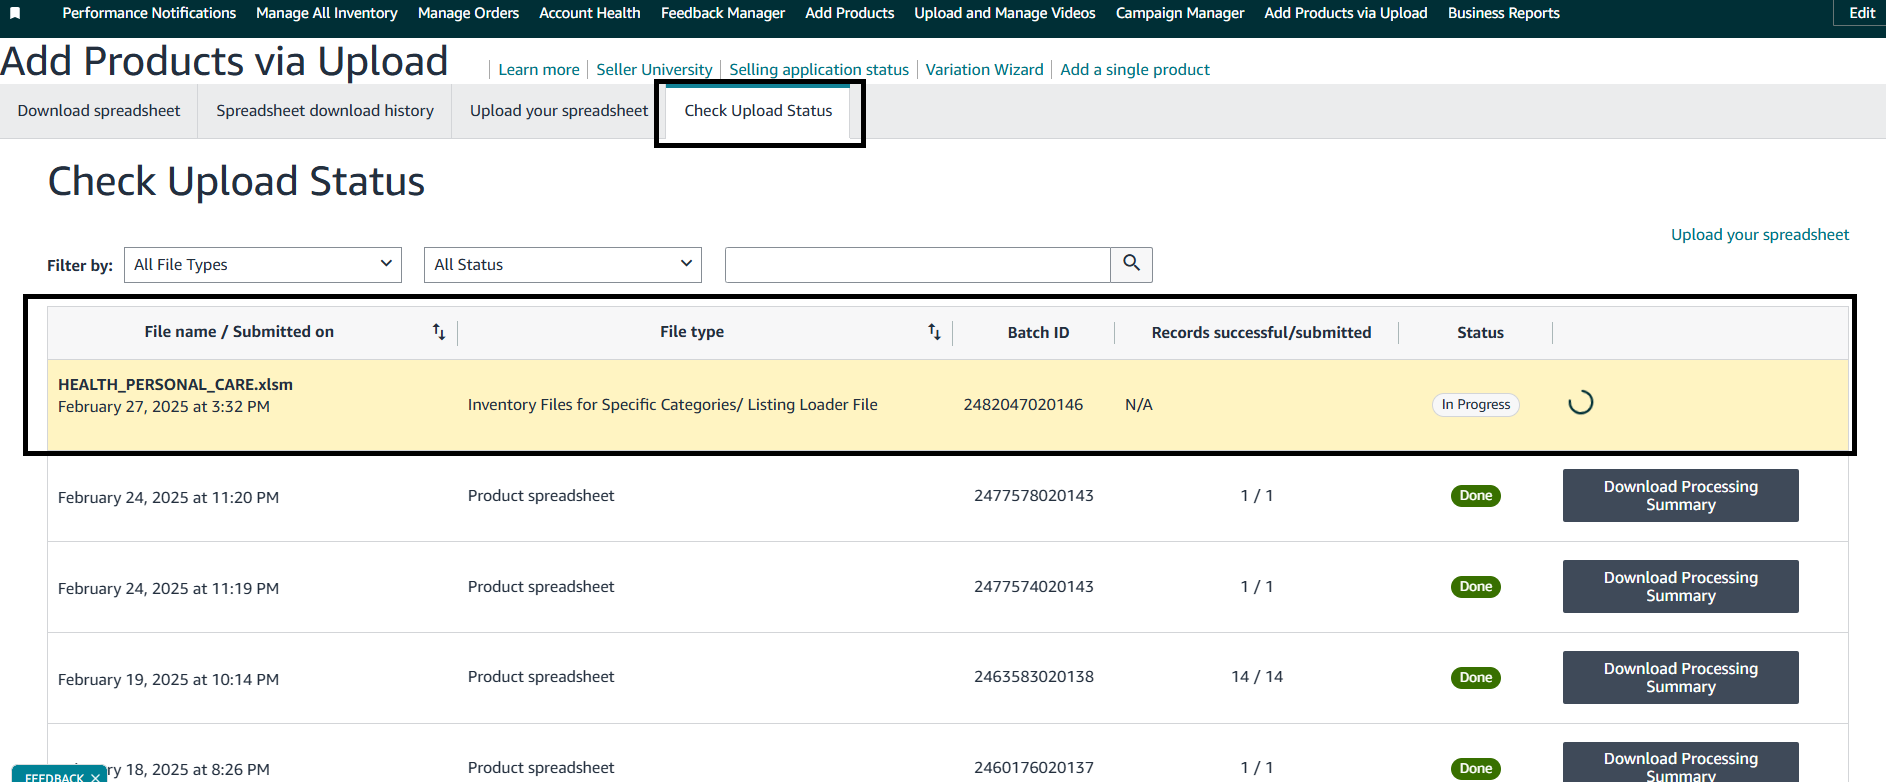 Performance Notifications Manage All Inventory Manage Orders Account Health Feedback Manager Add Products Upload and Manage Videos Campaign Manager Add Products via Upload Business Reports Edit
Add Products via Upload Learn more Seller University Selling application status Variation Wizard Add a single product
Download spreadsheet Spreadsheet download history Upload your spreadsheet Check Upload Status
Check Upload Status
Upload your spreadsheet
Filter by: All File Types All Status
File name / Submitted on File type Batch ID Records successful/submitted Status
HEALTH_PERSONAL_CARE.xlsm
February 27, 2025 at 3:32 PM Inventory Files for Specific Categories/ Listing Loader File 2482047020146 N/A In Progress
February 24, 2025 at 11:20 PM Product spreadsheet 2477578020143 1 / 1 Done Download Processing
Summary
February 24, 2025 at 11:19 PM Product spreadsheet 2477574020143 1 / 1 Done Download Processing
Summary
February 19, 2025 at 10:14 PM Product spreadsheet 2463583020138 14 / 14 Done Download Processing
Summary
ry 18, 2025 at 8:26 PM Product spreadsheet 2460176020137 1 / 1 Done Download Processing
Summary
FEEDBACK ✕